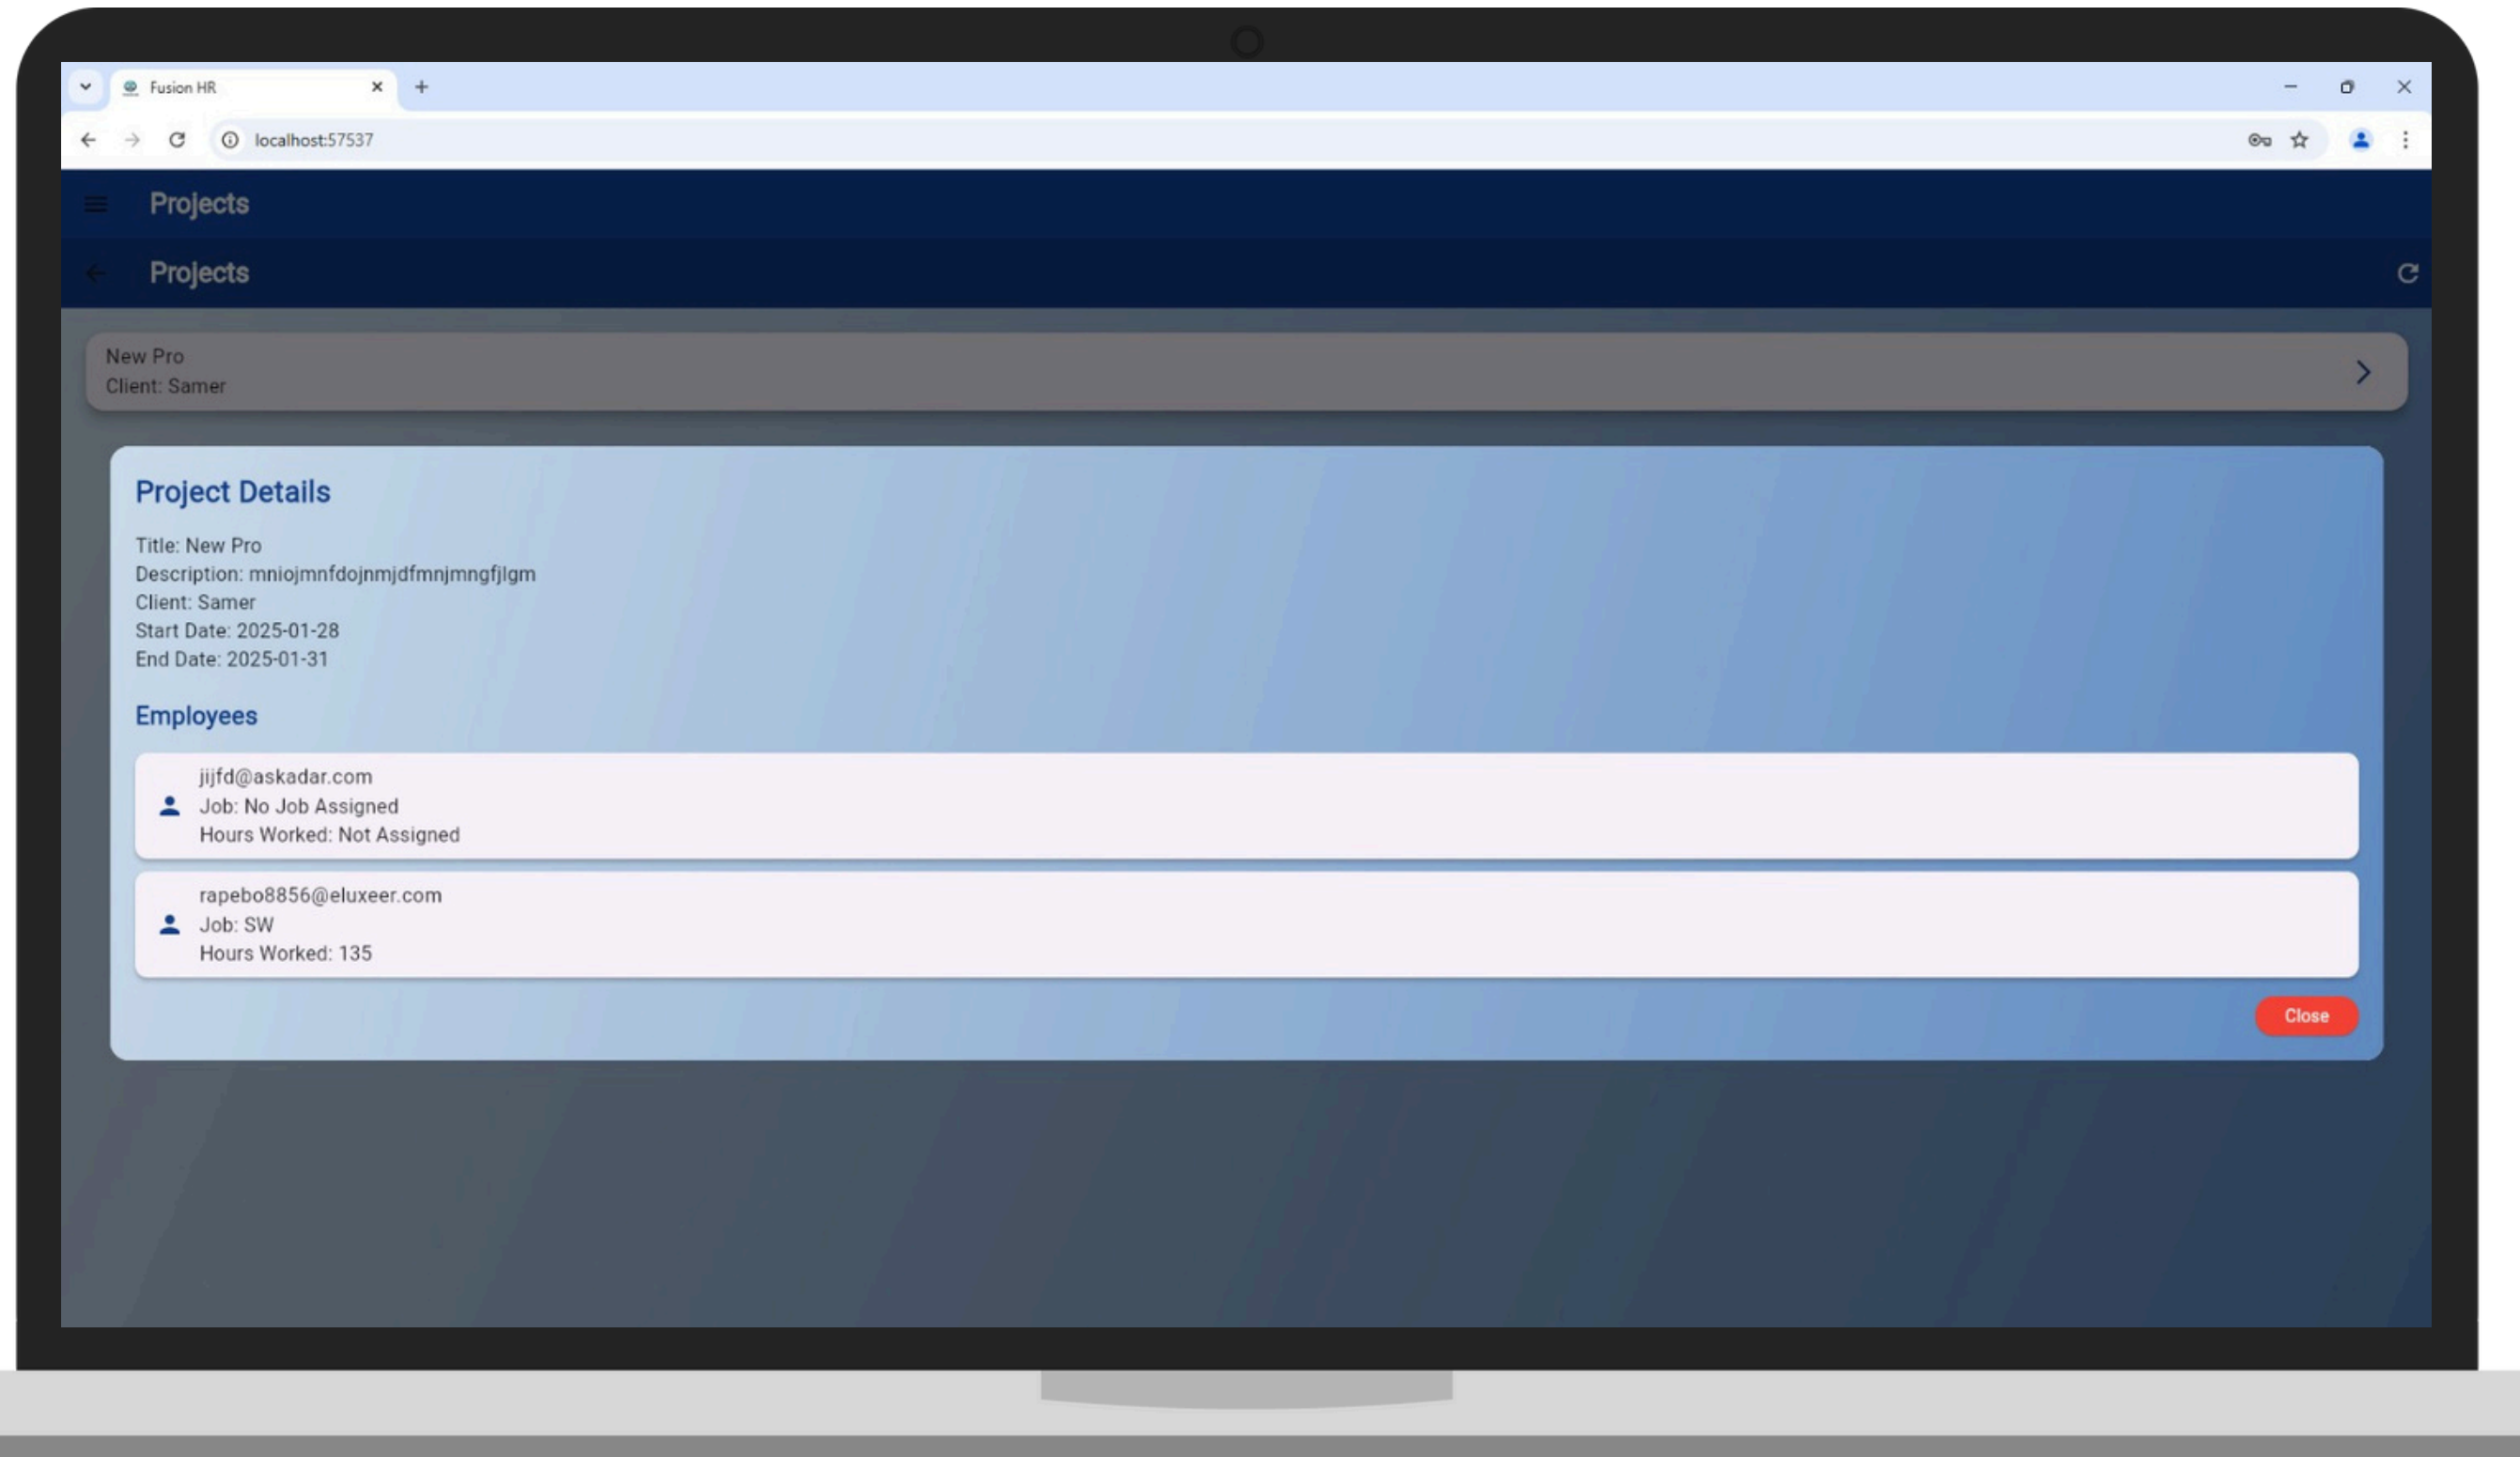 Fusion HR
localhost:57537
Projects
Projects
New Pro
Client: Samer
Project Details
Title: New Pro
Description: mniojmnfdojnmjdfmnjmngfjlgm
Client: Samer
Start Date: 2025-01-28
End Date: 2025-01-31
Employees
jijfd@askadar.com
Job: No Job Assigned
Hours Worked: Not Assigned
rapebo8856@eluxeer.com
Job: SW
Hours Worked: 135
Close